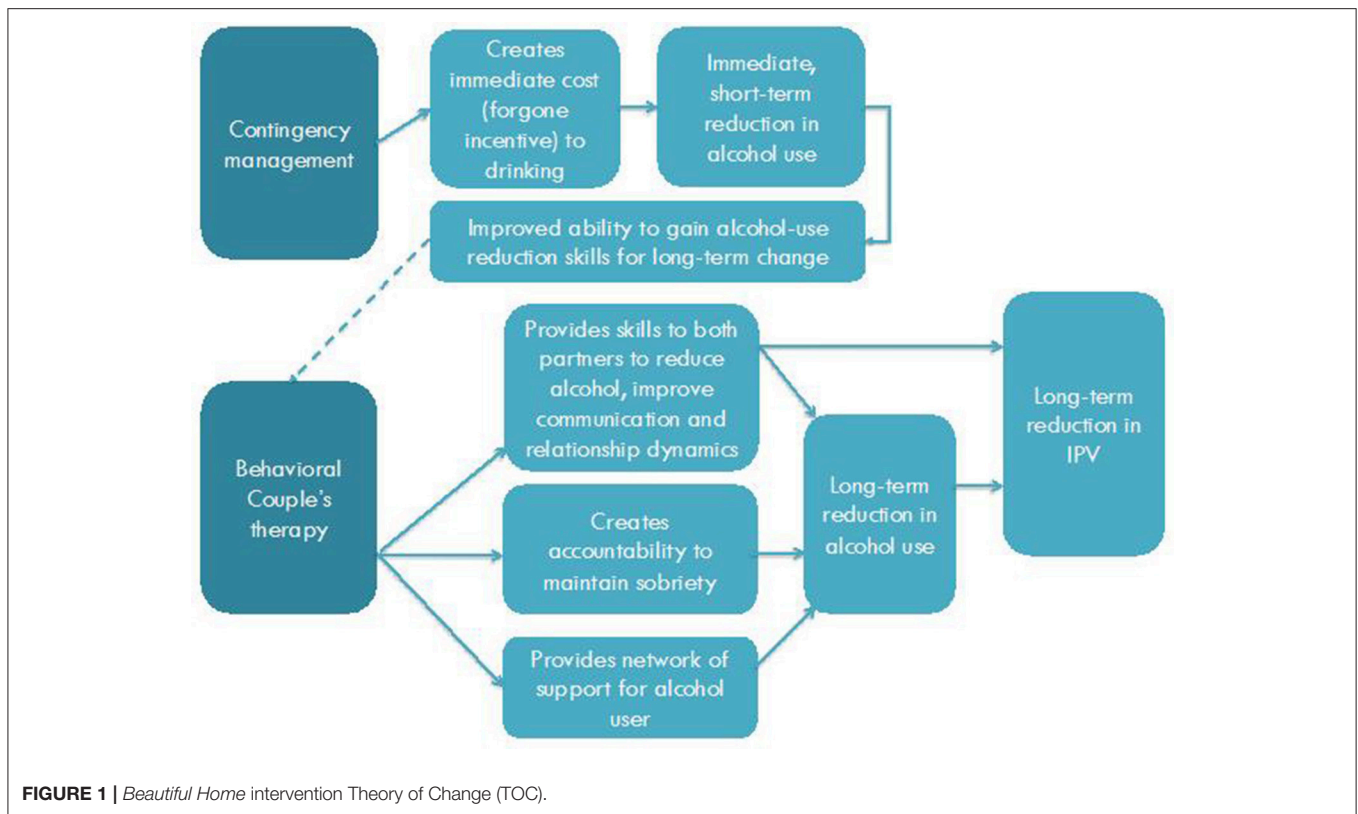 Contingency
management
Creates
immediate cost
(forgone
incentive) to
drinking
Immediate,
short-term
reduction in
alcohol use
Improved ability to gain alcohol-use
reduction skills for long-term change
Behavioral
Couple's
therapy
Provides skills to both
partners to reduce
alcohol, improve
communication and
relationship dynamics
Creates
accountability to
maintain sobriety
Provides network of
support for alcohol
user
Long-term
reduction in
alcohol use
Long-term
reduction in
IPV
FIGURE 1 | Beautiful Home intervention Theory of Change (TOC).